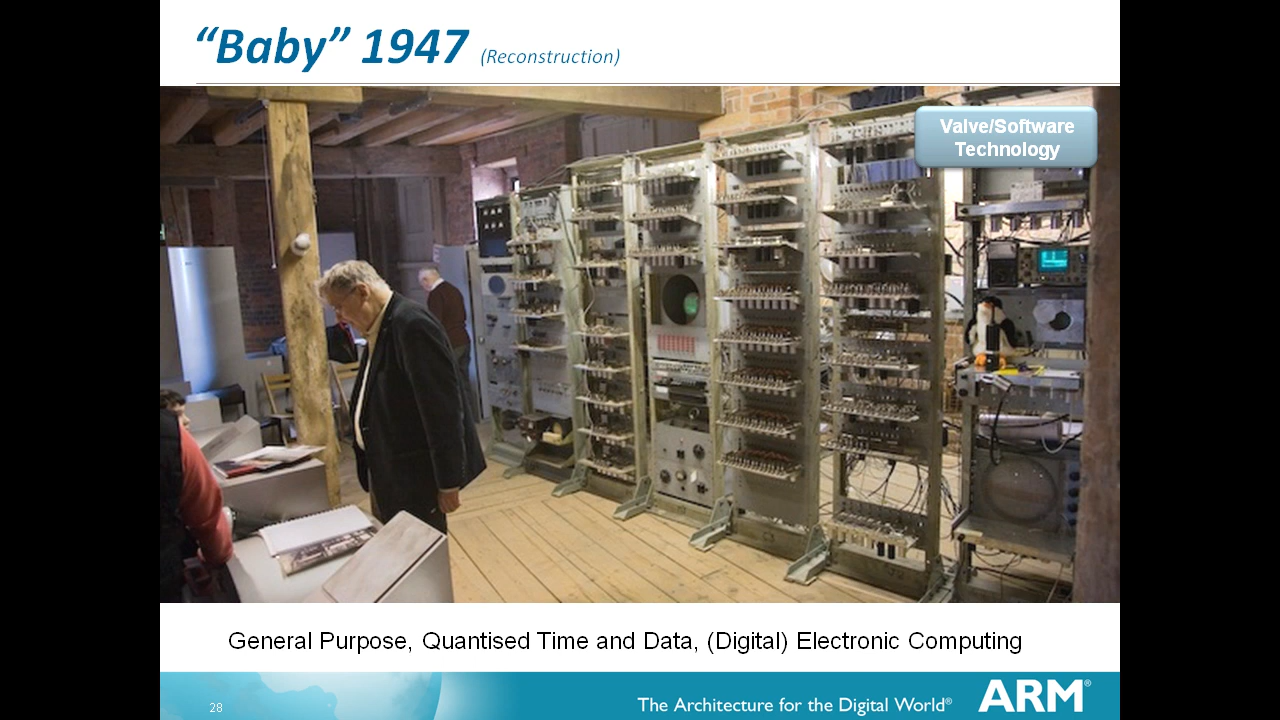 “Baby” 1947 (Reconstruction)
Valve/Software
Technology
General Purpose, Quantised Time and Data, (Digital) Electronic Computing
28
The Architecture for the Digital World®
ARM®